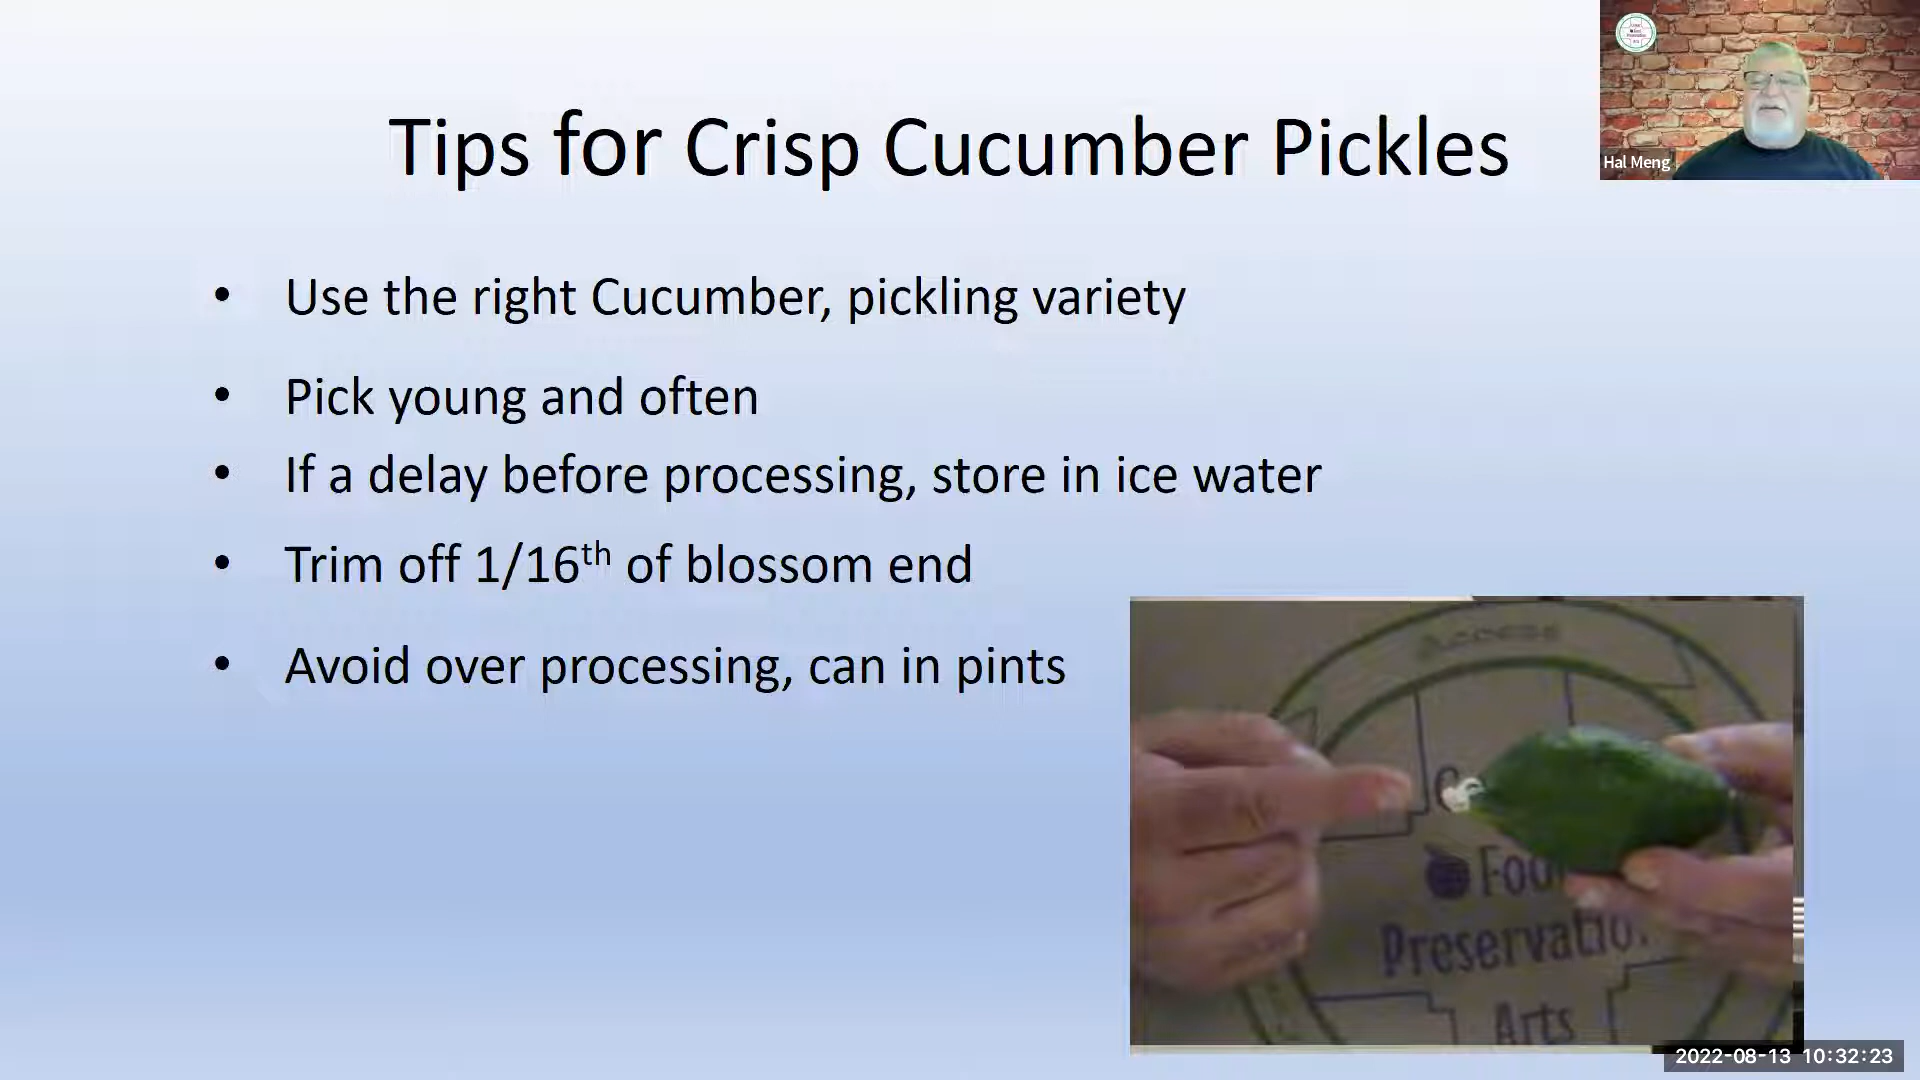 Tips for Crisp Cucumber Pickles
Hal Meng
• Use the right Cucumber, pickling variety
• Pick young and often
• If a delay before processing, store in ice water
• Trim off 1/16th of blossom end
• Avoid over processing, can in pints
Access
Preservation
Arts
2022-08-13 10:32:23